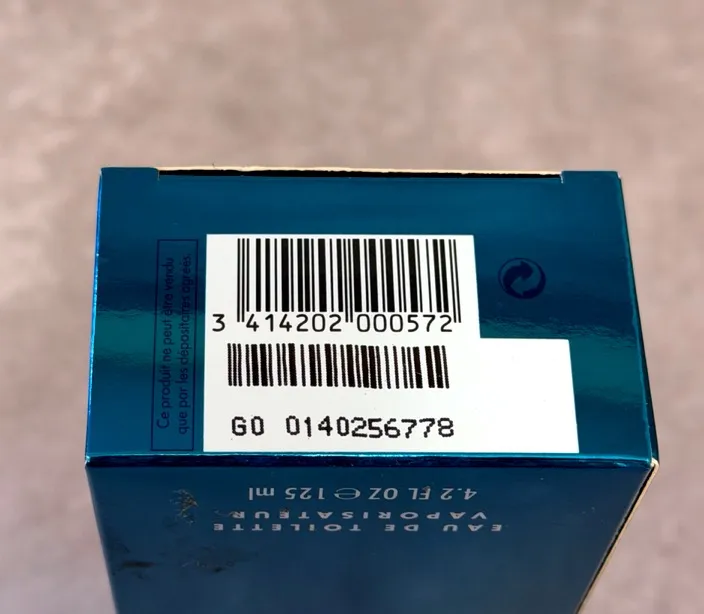 Ce produit ne peut être vendu
que par les dépositaires agréés.
3 414202 000572
GO 0140256778
4.2 FL OZ ℮ 125 ml
VAPORISATEUR
EAU DE TOILETTE